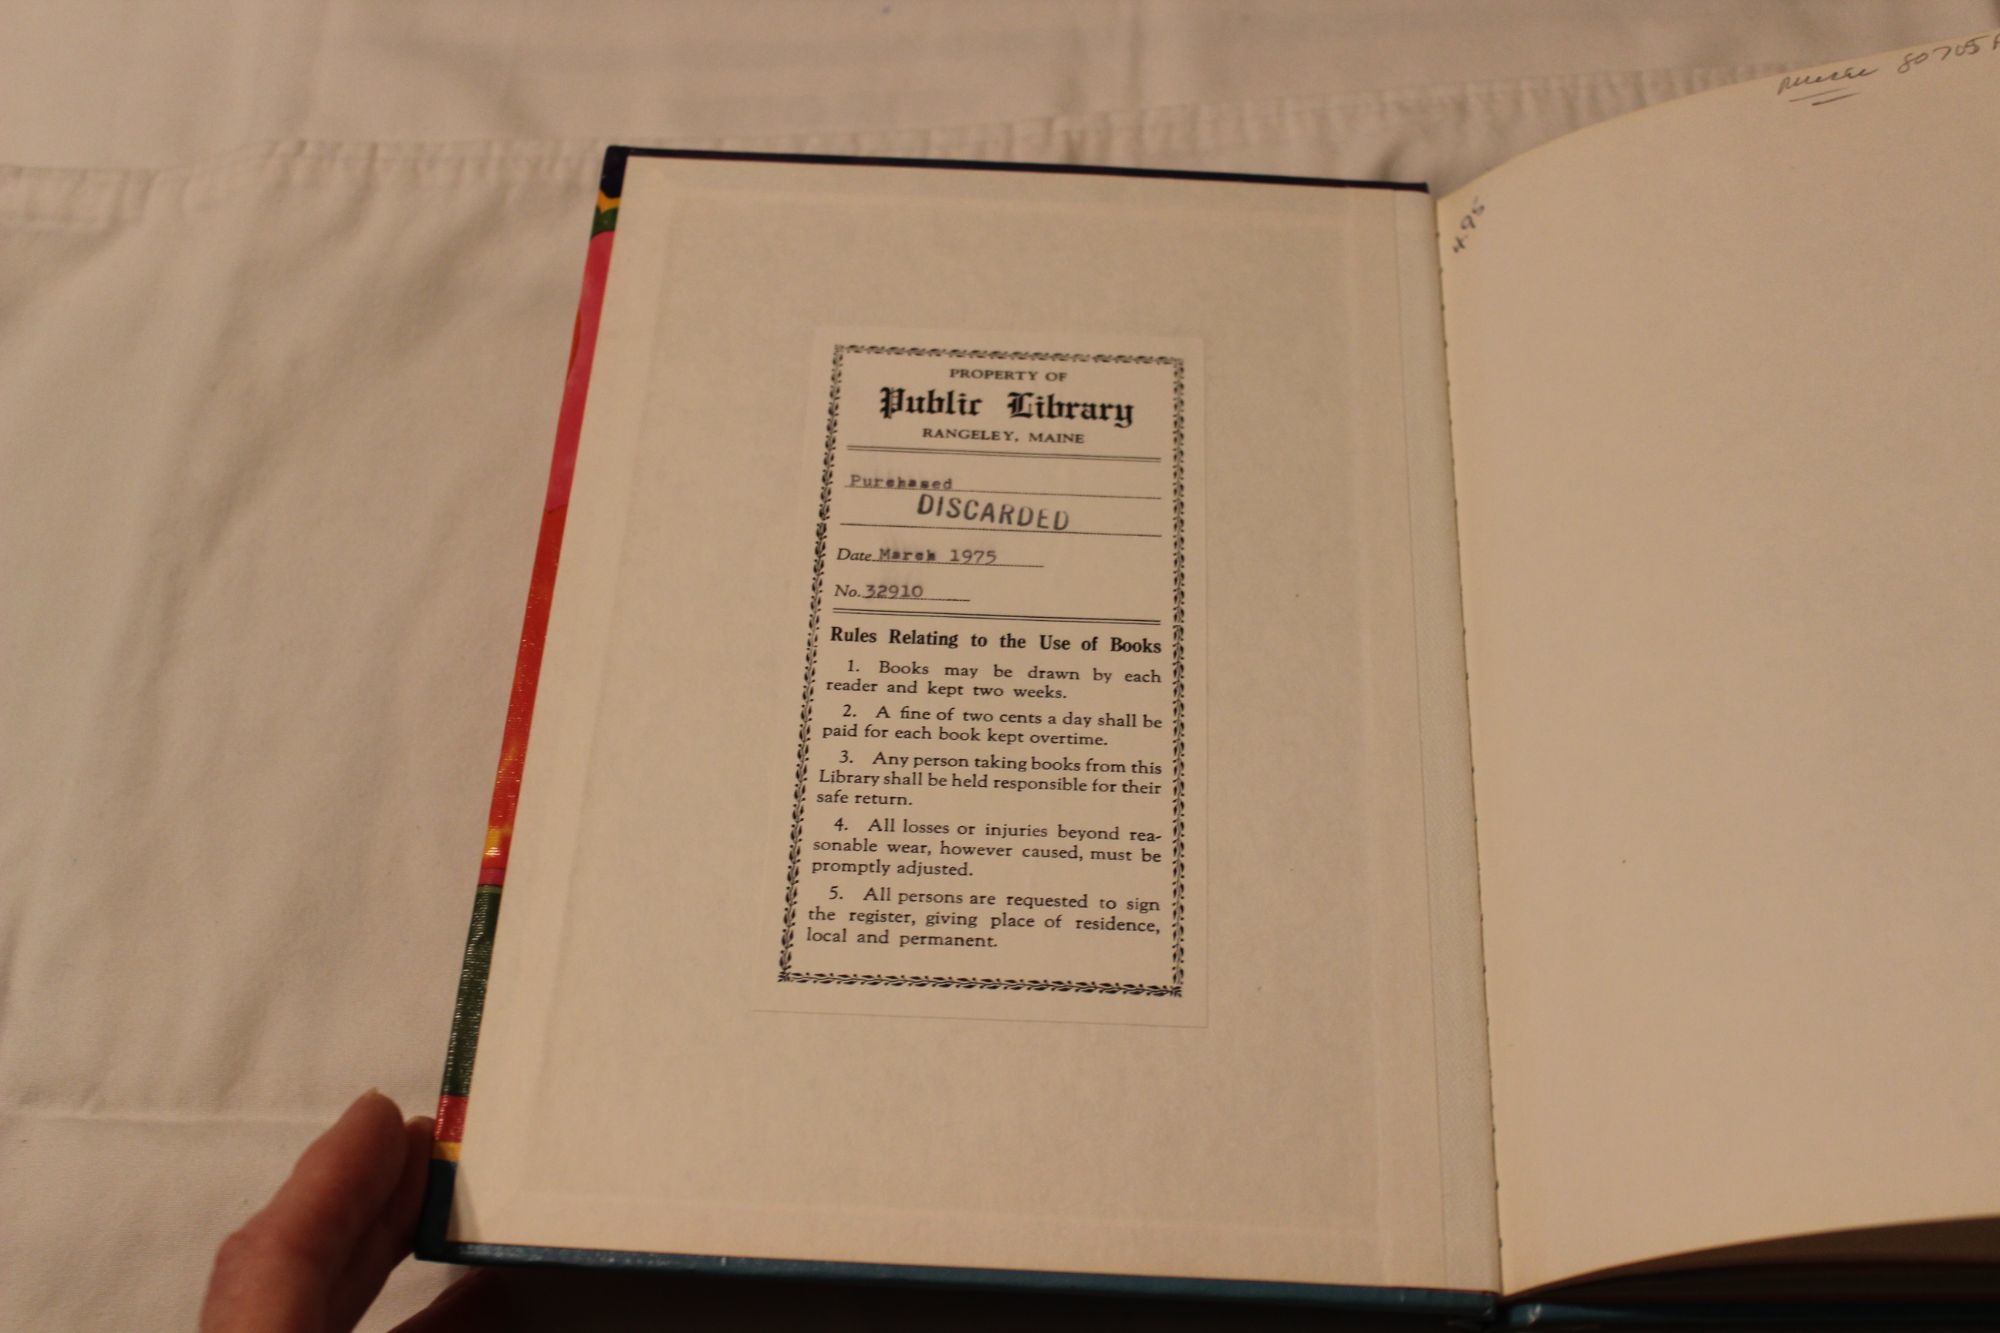 PROPERTY OF
Public Library
RANGELEY, MAINE
Purchased
DISCARDED
Date March 1975
No. 32910
Rules Relating to the Use of Books
1. Books may be drawn by each
reader and kept two weeks.
2. A fine of two cents a day shall be
paid for each book kept overtime.
3. Any person taking books from this
Library shall be held responsible for their
safe return.
4. All losses or injuries beyond rea-
sonable wear, however caused, must be
promptly adjusted.
5. All persons are requested to sign
the register, giving place of residence,
local and permanent.
4.95
80705